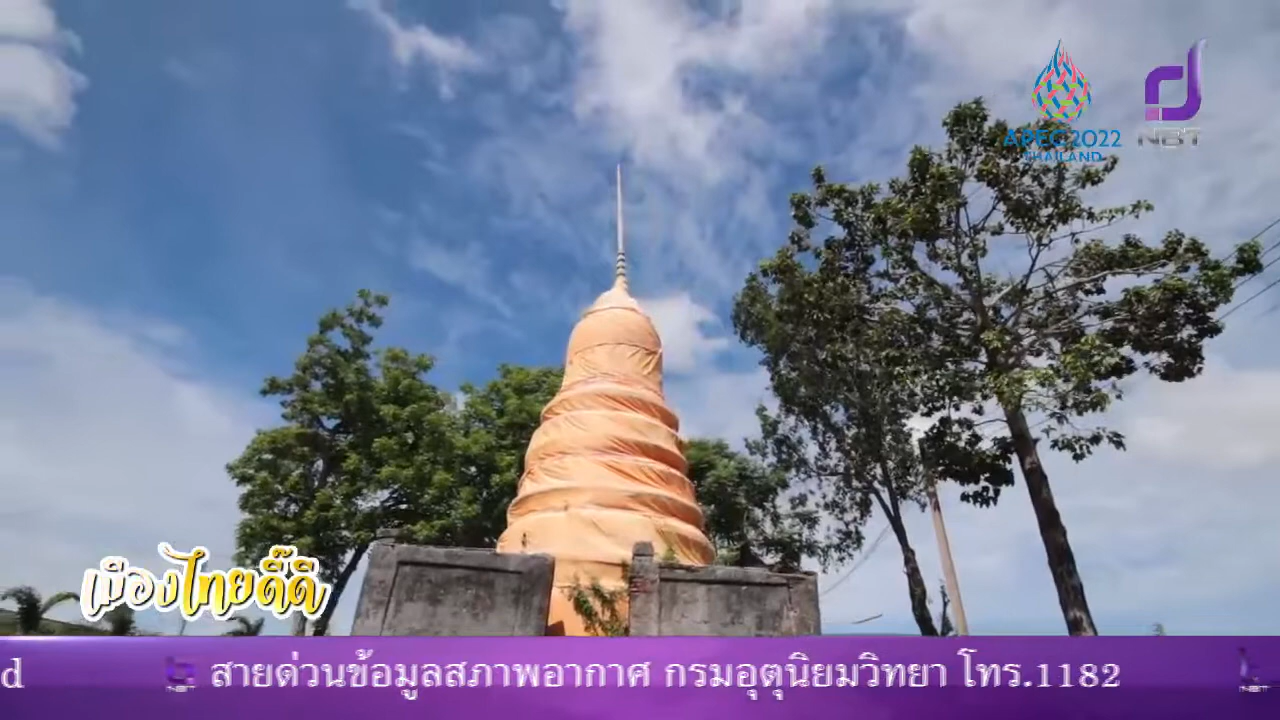 APEC 2022
THAILAND
NBT
เมืองไทยดี๊ดี
d
NBT สายด่วนข้อมูลสภาพอากาศ กรมอุตุนิยมวิทยา โทร.1182
NBT